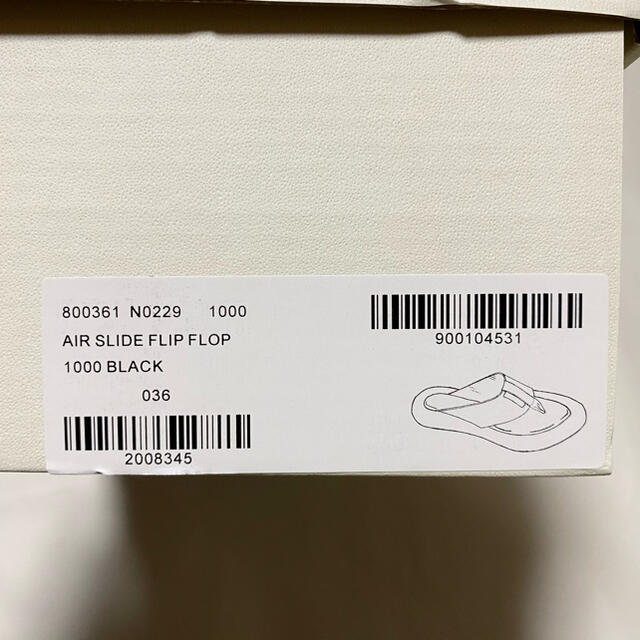 800361 N0229 1000
AIR SLIDE FLIP FLOP
1000 BLACK
036
2008345
900104531